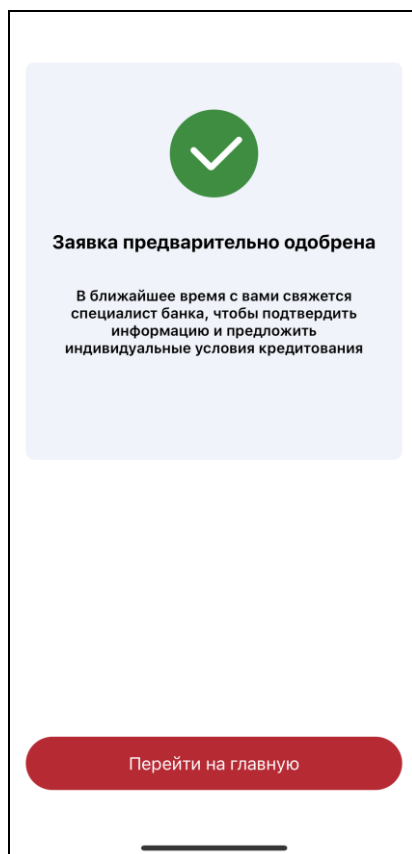 Заявка предварительно одобрена
В ближайшее время с вами свяжется
специалист банка, чтобы подтвердить
информацию и предложить
индивидуальные условия кредитования
Перейти на главную